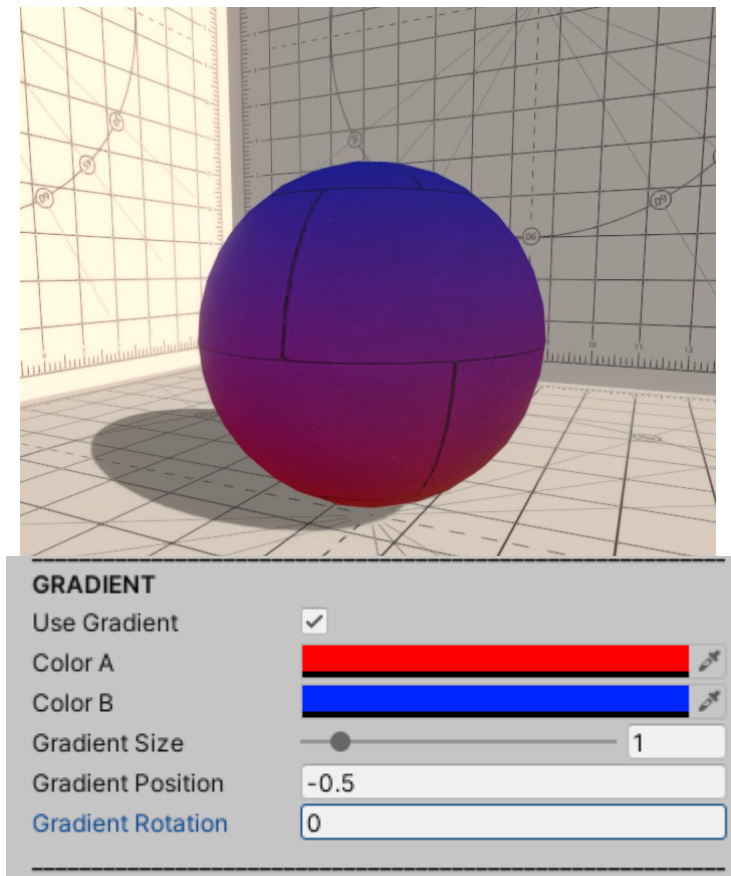 GRADIENT
Use Gradient
Color A
Color B
Gradient Size 1
Gradient Position -0.5
Gradient Rotation 0